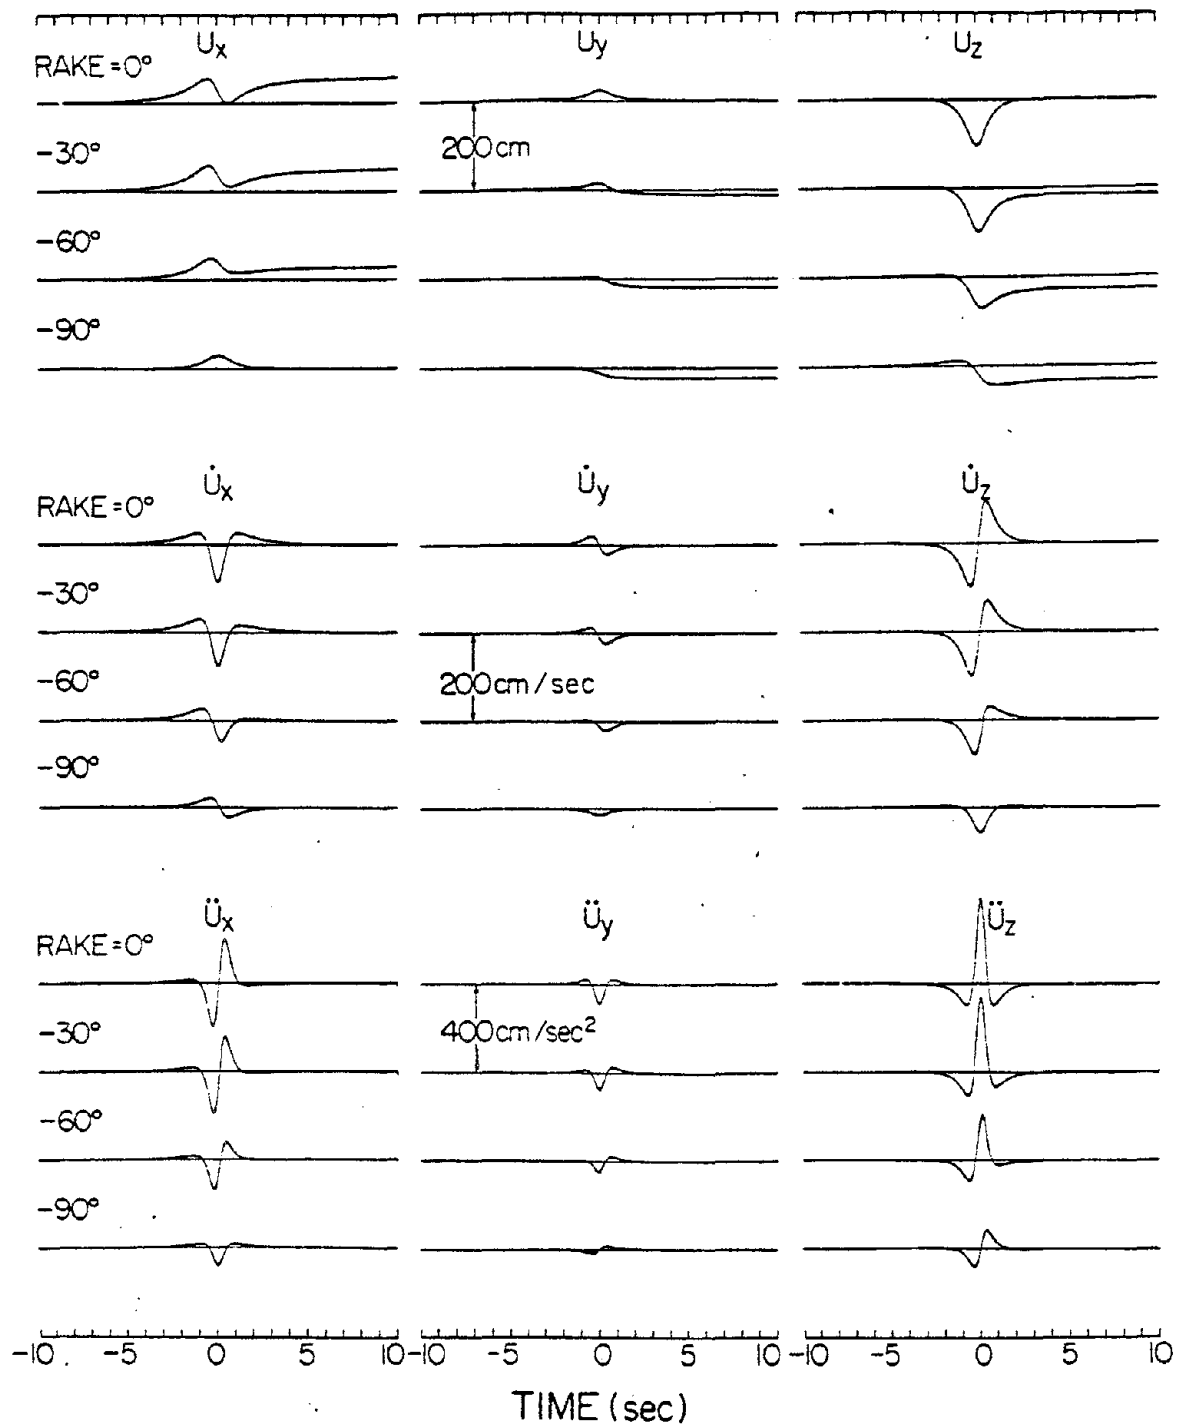 Ux Uy Uz
RAKE=0°
200cm
-30°
-60°
-90°
U̇x U̇y U̇z
RAKE=0°
-30°
200cm/sec
-60°
-90°
Üx Üy Üz
RAKE=0°
400cm/sec²
-30°
-60°
-90°
-10 -5 0 5 10 -10 -5 0 5 10 -10 -5 0 5 10
TIME (sec)